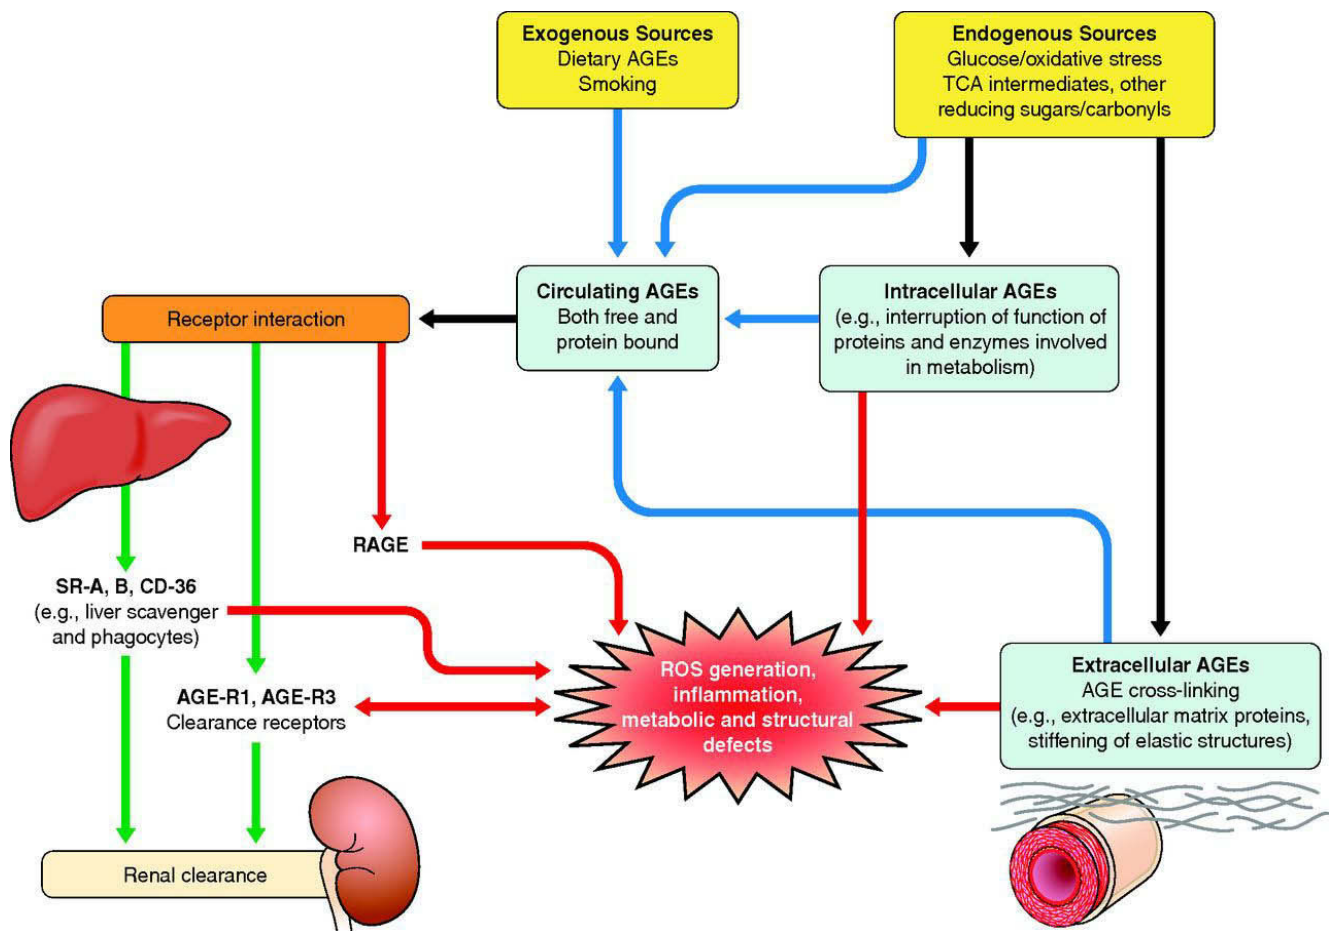 Exogenous Sources
Dietary AGEs
Smoking
Endogenous Sources
Glucose/oxidative stress
TCA intermediates, other
reducing sugars/carbonyls
Receptor interaction
Circulating AGEs
Both free and
protein bound
Intracellular AGEs
(e.g., interruption of function of
proteins and enzymes involved
in metabolism)
RAGE
SR-A, B, CD-36
(e.g., liver scavenger
and phagocytes)
AGE-R1, AGE-R3
Clearance receptors
ROS generation,
inflammation,
metabolic and structural
defects
Extracellular AGEs
AGE cross-linking
(e.g., extracellular matrix proteins,
stiffening of elastic structures)
Renal clearance